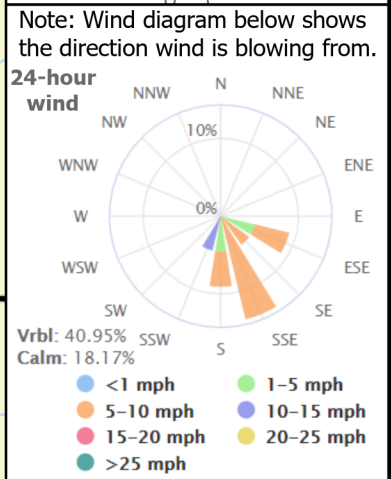 Note: Wind diagram below shows
the direction wind is blowing from.
24-hour
wind
N
NNW
NNE
NW
NE
10%
WNW
ENE
0%
W
E
WSW
ESE
SW
SE
Vrbl: 40.95%
SSW
SSE
S
Calm: 18.17%
<1 mph
1-5 mph
5-10 mph
10-15 mph
15-20 mph
20-25 mph
>25 mph